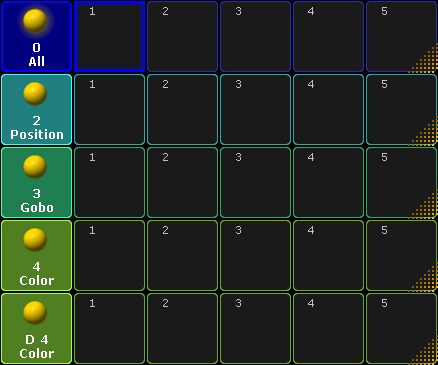 1 2 3 4 5
0
All
1 2 3 4 5
2
Position
1 2 3 4 5
3
Gobo
1 2 3 4 5
4
Color
1 2 3 4 5
D 4
Color